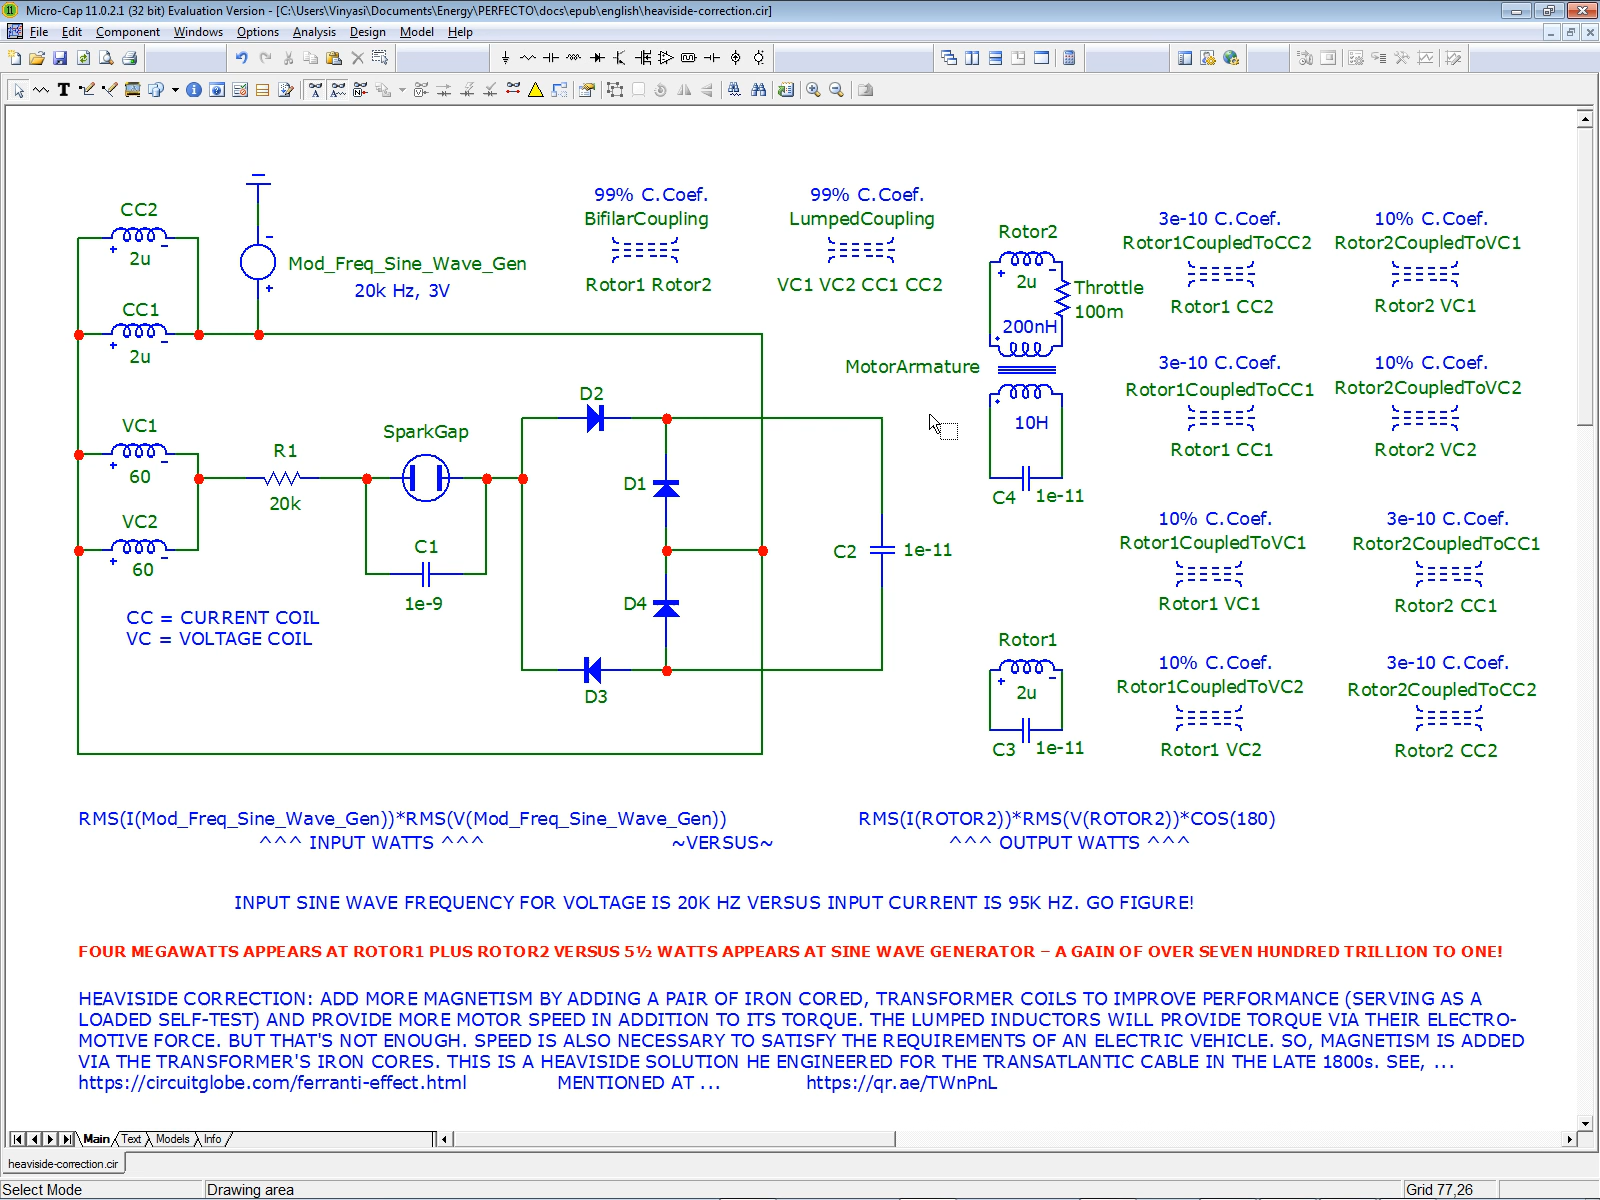 Micro-Cap 11.0.2.1 (32 bit) Evaluation Version - [C:\Users\Vinyasi\Documents\Energy\PERFECTO\docs\epub\english\heaviside-correction.cir]
File Edit Component Windows Options Analysis Design Model Help
CC2
2u
Mod_Freq_Sine_Wave_Gen
20k Hz, 3V
CC1
2u
VC1
60
VC2
60
CC = CURRENT COIL
VC = VOLTAGE COIL
R1
20k
SparkGap
C1
1e-9
D2
D1
D4
D3
C2
1e-11
99% C.Coef.
BifilarCoupling
Rotor1 Rotor2
99% C.Coef.
LumpedCoupling
VC1 VC2 CC1 CC2
Rotor2
2u
Throttle
100m
200nH
MotorArmature
10H
C4
1e-11
Rotor1
2u
C3
1e-11
3e-10 C.Coef.
Rotor1CoupledToCC2
Rotor1 CC2
10% C.Coef.
Rotor2CoupledToVC1
Rotor2 VC1
3e-10 C.Coef.
Rotor1CoupledToCC1
Rotor1 CC1
10% C.Coef.
Rotor2CoupledToVC2
Rotor2 VC2
10% C.Coef.
Rotor1CoupledToVC1
Rotor1 VC1
3e-10 C.Coef.
Rotor2CoupledToCC1
Rotor2 CC1
10% C.Coef.
Rotor1CoupledToVC2
Rotor1 VC2
3e-10 C.Coef.
Rotor2CoupledToCC2
Rotor2 CC2
RMS(I(Mod_Freq_Sine_Wave_Gen))*RMS(V(Mod_Freq_Sine_Wave_Gen)) RMS(I(ROTOR2))*RMS(V(ROTOR2))*COS(180)
^^^ INPUT WATTS ^^^ ~VERSUS~ ^^^ OUTPUT WATTS ^^^
INPUT SINE WAVE FREQUENCY FOR VOLTAGE IS 20K HZ VERSUS INPUT CURRENT IS 95K HZ. GO FIGURE!
FOUR MEGAWATTS APPEARS AT ROTOR1 PLUS ROTOR2 VERSUS 5½ WATTS APPEARS AT SINE WAVE GENERATOR – A GAIN OF OVER SEVEN HUNDRED TRILLION TO ONE!
HEAVISIDE CORRECTION: ADD MORE MAGNETISM BY ADDING A PAIR OF IRON CORED, TRANSFORMER COILS TO IMPROVE PERFORMANCE (SERVING AS A
LOADED SELF-TEST) AND PROVIDE MORE MOTOR SPEED IN ADDITION TO ITS TORQUE. THE LUMPED INDUCTORS WILL PROVIDE TORQUE VIA THEIR ELECTRO-
MOTIVE FORCE. BUT THAT'S NOT ENOUGH. SPEED IS ALSO NECESSARY TO SATISFY THE REQUIREMENTS OF AN ELECTRIC VEHICLE. SO, MAGNETISM IS ADDED
VIA THE TRANSFORMER'S IRON CORES. THIS IS A HEAVISIDE SOLUTION HE ENGINEERED FOR THE TRANSATLANTIC CABLE IN THE LATE 1800s. SEE, ...
https://circuitglobe.com/ferranti-effect.html MENTIONED AT ... https://qr.ae/TWnPnL
Main Text Models Info
heaviside-correction.cir
Select Mode Drawing area Grid 77,26